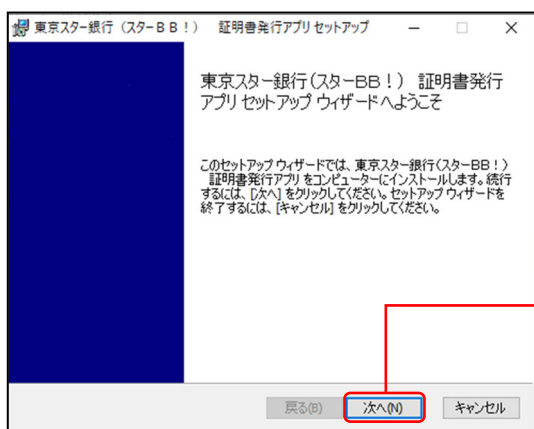 東京スター銀行（スターＢＢ！） 証明書発行アプリ セットアップ
東京スター銀行（スターBB！） 証明書発行
アプリ セットアップ ウィザードへようこそ
このセットアップ ウィザードでは、東京スター銀行（スターBB！）
証明書発行アプリ をコンピューターにインストールします。続行
するには、[次へ] をクリックしてください。セットアップ ウィザードを
終了するには、[キャンセル] をクリックしてください。
戻る(B) 次へ(N) キャンセル